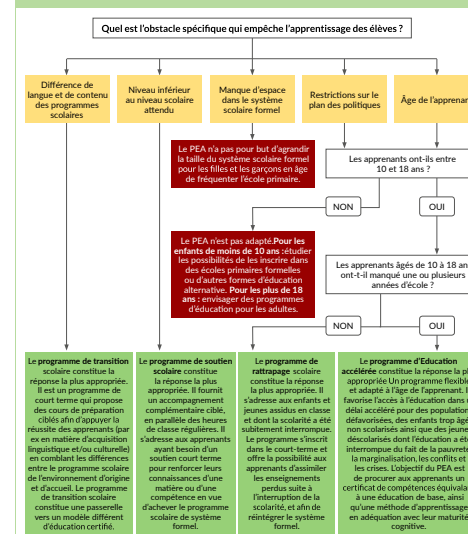 Quel est l'obstacle spécifique qui empêche l'apprentissage des élèves ?
Différence de
langue et de contenu
des programmes
scolaires
Niveau inférieur
au niveau scolaire
attendu
Manque d'espace
dans le système
scolaire formel
Restrictions sur le
plan des politiques
Âge de l'apprenan
Le PEA n'a pas pour but d'agrandir
la taille du système scolaire formel
pour les filles et les garçons en âge
de fréquenter l'école primaire.
Les apprenants ont-ils entre
10 et 18 ans ?
NON
OUI
Le PEA n'est pas adapté.Pour les
enfants de moins de 10 ans :étudier
les possibilités de les inscrire dans
des écoles primaires formelles
ou d'autres formes d'éducation
alternative. Pour les plus de 18
ans : envisager des programmes
d'éducation pour les adultes.
Les apprenants âgés de 10 à 18 an
ont-t-il manqué une ou plusieurs
années d'école ?
NON
OUI
Le programme de transition
scolaire constitue la
réponse la plus appropriée.
Il est un programme de
court terme qui propose
des cours de préparation
ciblés afin d'appuyer la
réussite des apprenants (par
ex en matière d'acquisition
linguistique et/ou culturelle)
en comblant les différences
entre le programme scolaire
de l'environnement d'origine
et d'accueil. Le programme
de transition scolaire
constitue une passerelle
vers un modèle différent
d'éducation certifié.
Le programme de soutien
scolaire constitue
la réponse la plus
appropriée. Il fournit
un accompagnement
complémentaire ciblé,
en parallèle des heures
de classe régulières. Il
s'adresse aux apprenants
ayant besoin d'un
soutien court terme
pour renforcer leurs
connaissances d'une
matière ou d'une
compétence en vue
d'achever le programme
scolaire de système
formel.
Le programme de
rattrapage scolaire
constitue la réponse
la plus appropriée. Il
s'adresse aux enfants et
jeunes assidus en classe
et dont la scolarité a été
subitement interrompue.
Le programme s'inscrit
dans le court-terme et
offre la possibilité aux
apprenants d'assimiler
les enseignements
perdus suite à
l'interruption de la
scolarité, et afin de
réintégrer le système
formel.
Le programme d'Education
accélérée constitue la réponse la pl
appropriée Un programme flexible
et adapté à l'âge de l'apprenant. I
favorise l'accès à l'éducation dans
délai accéléré pour des population
défavorisées, des enfants trop âgé
non scolarisés ainsi que des jeune
déscolarisés dont l'éducation a ét
interrompue du fait de la pauvreté
la marginalisation, les conflits et
les crises. L'objectif du PEA est
de procurer aux apprenants un
certificat de compétences équivala
à une éducation de base, ainsi
qu'une méthode d'apprentissage
en adéquation avec leur maturité
cognitive.